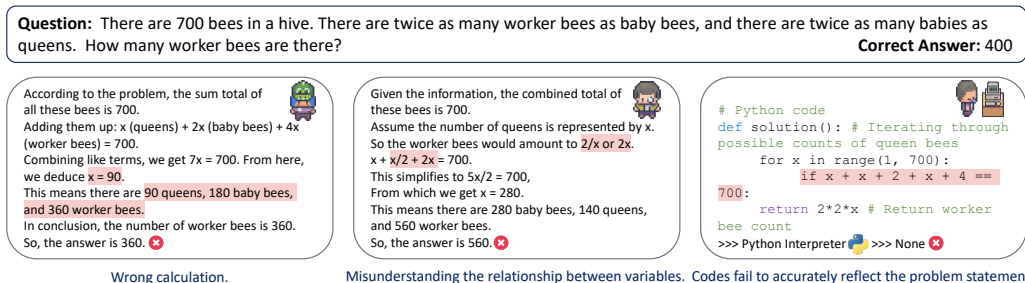 Question: There are 700 bees in a hive. There are twice as many worker bees as baby bees, and there are twice as many babies as
queens. How many worker bees are there? Correct Answer: 400
According to the problem, the sum total of
all these bees is 700.
Adding them up: x (queens) + 2x (baby bees) + 4x
(worker bees) = 700.
Combining like terms, we get 7x = 700. From here,
we deduce x = 90.
This means there are 90 queens, 180 baby bees,
and 360 worker bees.
In conclusion, the number of worker bees is 360.
So, the answer is 360.
Wrong calculation.
Given the information, the combined total of
these bees is 700.
Assume the number of queens is represented by x.
So the worker bees would amount to 2/x or 2x.
x + x/2 + 2x = 700.
This simplifies to 5x/2 = 700,
From which we get x = 280.
This means there are 280 baby bees, 140 queens,
and 560 worker bees.
So, the answer is 560.
Misunderstanding the relationship between variables.
# Python code
def solution(): # Iterating through
possible counts of queen bees
for x in range(1, 700):
if x + x + 2 + x + 4 ==
700:
return 2*2*x # Return worker
bee count
>>> Python Interpreter >>> None
Codes fail to accurately reflect the problem statemen